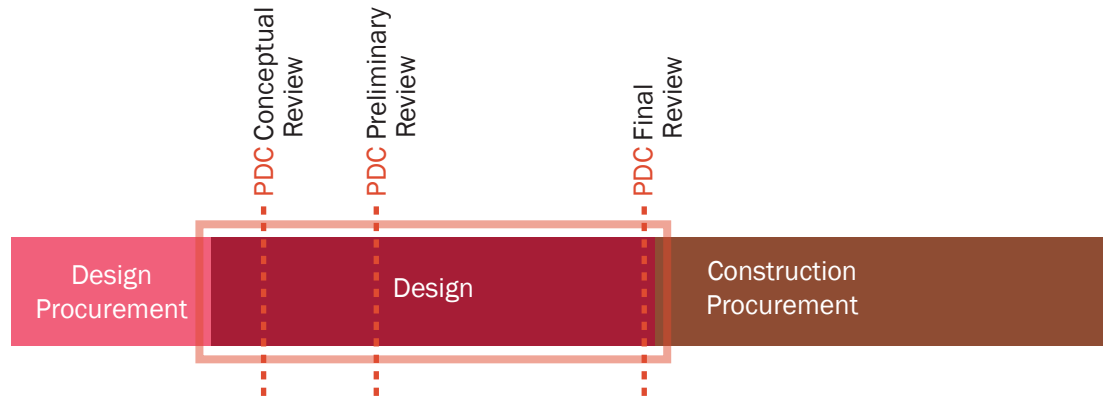 PDC Conceptual
Review
PDC Preliminary
Review
PDC Final
Review
Design
Procurement
Design
Construction
Procurement